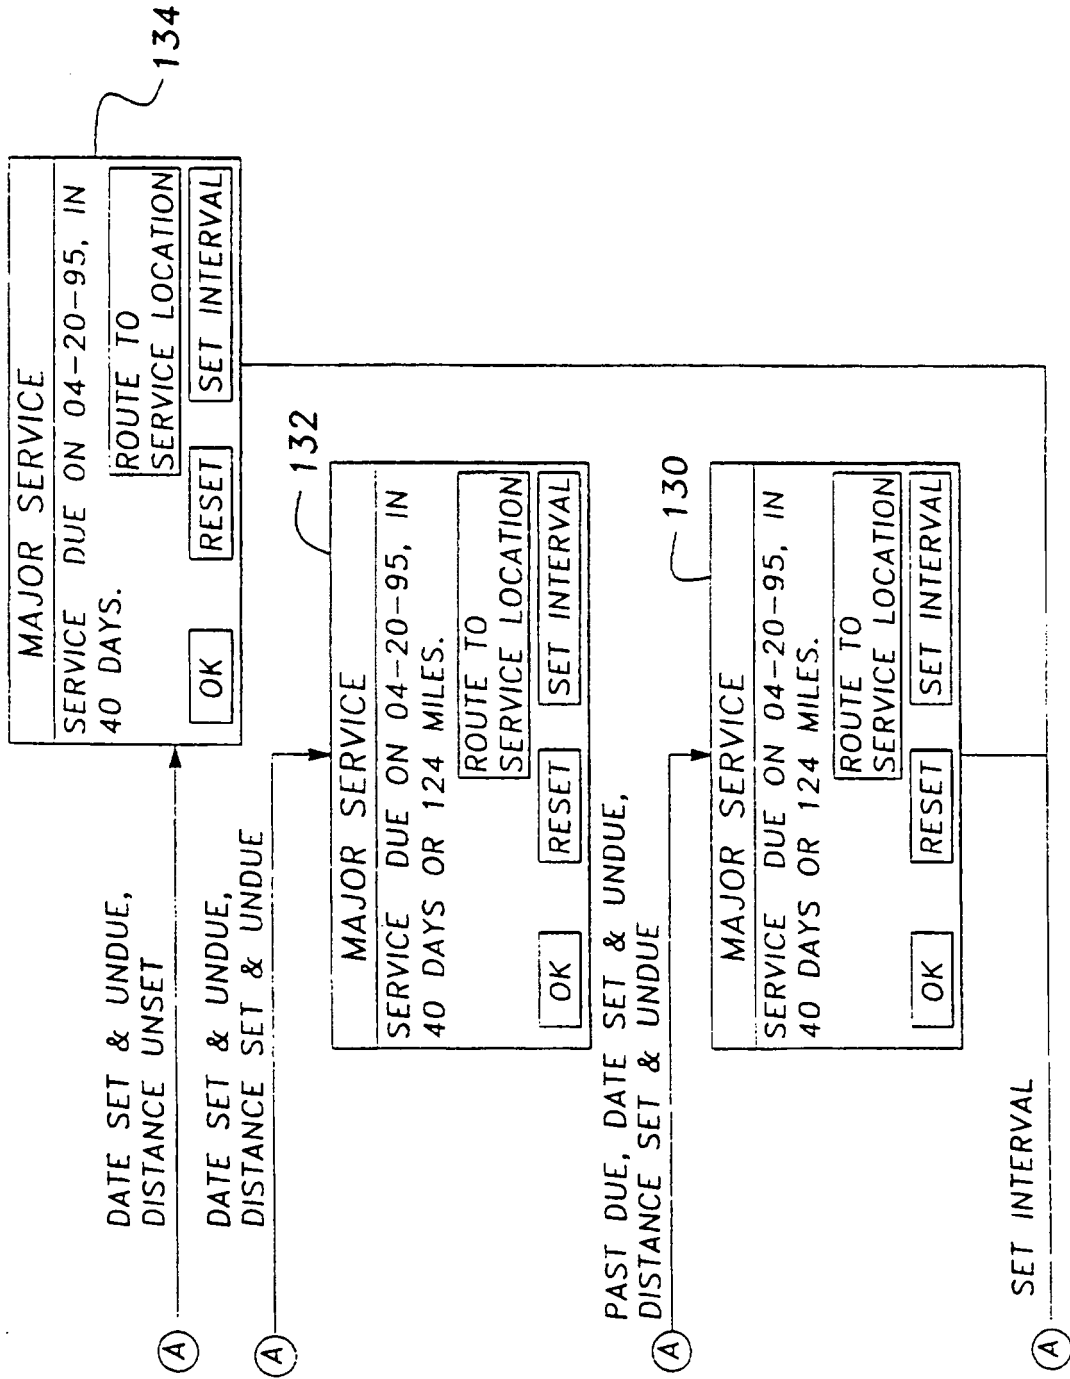 134
MAJOR SERVICE
SERVICE DUE ON 04-20-95, IN
40 DAYS.
ROUTE TO
SERVICE LOCATION
OK
RESET
SET INTERVAL
DATE SET & UNDUE,
DISTANCE UNSET
A
DATE SET & UNDUE,
DISTANCE SET & UNDUE
A
132
MAJOR SERVICE
SERVICE DUE ON 04-20-95, IN
40 DAYS OR 124 MILES.
ROUTE TO
SERVICE LOCATION
OK
RESET
SET INTERVAL
PAST DUE, DATE SET & UNDUE,
DISTANCE SET & UNDUE
A
130
MAJOR SERVICE
SERVICE DUE ON 04-20-95, IN
40 DAYS OR 124 MILES.
ROUTE TO
SERVICE LOCATION
OK
RESET
SET INTERVAL
SET INTERVAL
A